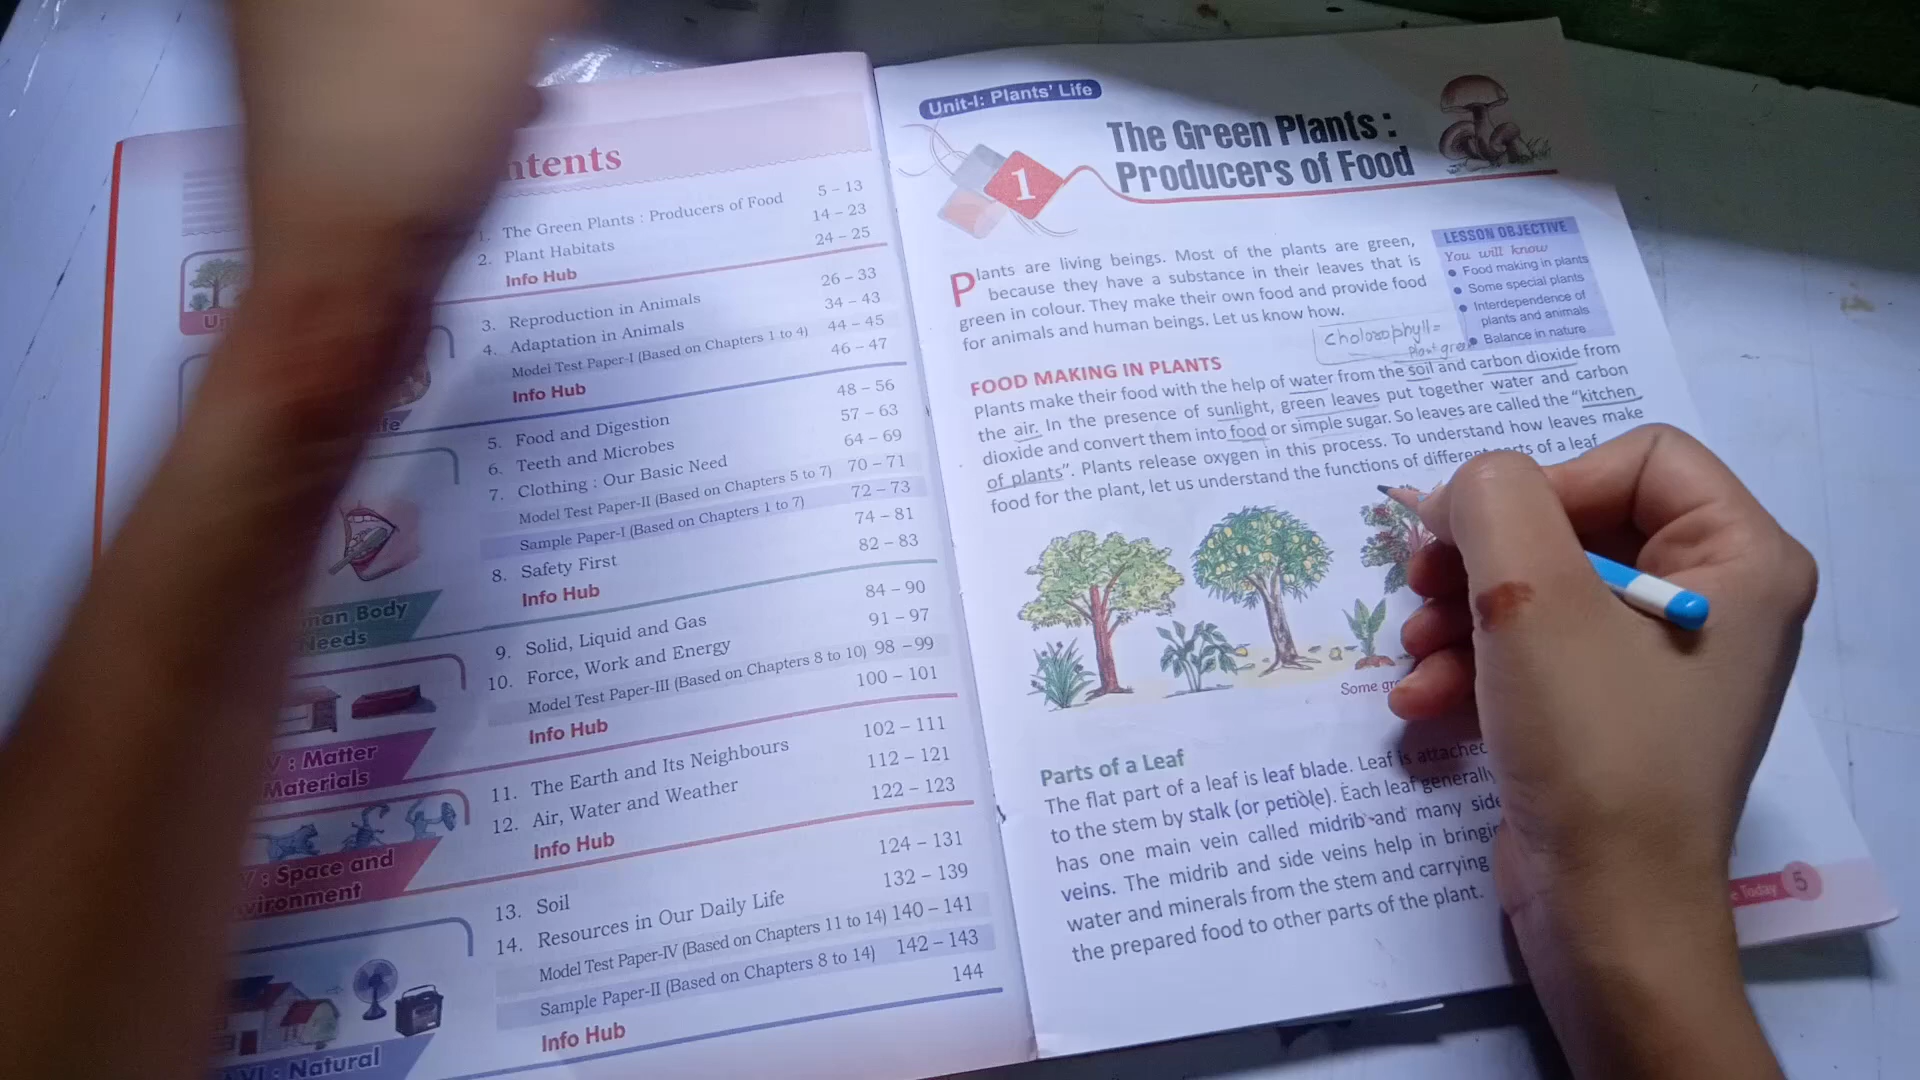 ntents
1. The Green Plants : Producers of Food 5 – 13
2. Plant Habitats 14 – 23
Info Hub 24 – 25
3. Reproduction in Animals 26 – 33
4. Adaptation in Animals 34 – 43
Model Test Paper-I (Based on Chapters 1 to 4) 44 – 45
Info Hub 46 – 47
5. Food and Digestion 48 – 56
6. Teeth and Microbes 57 – 63
7. Clothing : Our Basic Need 64 – 69
Model Test Paper-II (Based on Chapters 5 to 7) 70 – 71
Sample Paper-I (Based on Chapters 1 to 7) 72 – 73
8. Safety First 74 – 81
Info Hub 82 – 83
9. Solid, Liquid and Gas 84 – 90
10. Force, Work and Energy 91 – 97
Model Test Paper-III (Based on Chapters 8 to 10) 98 – 99
Info Hub 100 – 101
11. The Earth and Its Neighbours 102 – 111
12. Air, Water and Weather 112 – 121
Info Hub 122 – 123
13. Soil 124 – 131
14. Resources in Our Daily Life 132 – 139
Model Test Paper-IV (Based on Chapters 11 to 14) 140 – 141
Sample Paper-II (Based on Chapters 8 to 14) 142 – 143
Info Hub 144
Un
ife
man Body
Needs
V : Matter
Materials
V : Space and
vironment
VI : Natural
Unit-I: Plants' Life
1
The Green Plants :
Producers of Food
Plants are living beings. Most of the plants are green,
because they have a substance in their leaves that is
green in colour. They make their own food and provide food
for animals and human beings. Let us know how.
LESSON OBJECTIVE
You will know
Food making in plants
Some special plants
Interdependence of
plants and animals
Balance in nature
Cholorophyll=
Plant gree
FOOD MAKING IN PLANTS
Plants make their food with the help of water from the soil and carbon dioxide from
the air. In the presence of sunlight, green leaves put together water and carbon
dioxide and convert them into food or simple sugar. So leaves are called the "kitchen
of plants". Plants release oxygen in this process. To understand how leaves make
food for the plant, let us understand the functions of different parts of a leaf.
Some gr
Parts of a Leaf
The flat part of a leaf is leaf blade. Leaf is attached
to the stem by stalk (or petiole). Each leaf generally
has one main vein called midrib and many side
veins. The midrib and side veins help in bringing
water and minerals from the stem and carrying
the prepared food to other parts of the plant.
Today 5